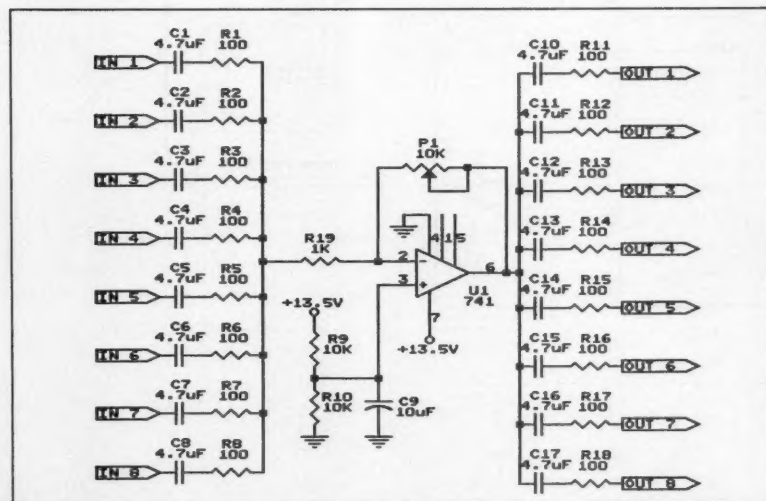 C1
4.7uF
R1
100
IN 1
C2
4.7uF
R2
100
IN 2
C3
4.7uF
R3
100
IN 3
C4
4.7uF
R4
100
IN 4
C5
4.7uF
R5
100
IN 5
C6
4.7uF
R6
100
IN 6
C7
4.7uF
R7
100
IN 7
C8
4.7uF
R8
100
IN 8
R19
1K
P1
10K
4
1
5
2
3
6
7
U1
741
+13.5V
+13.5V
R9
10K
R10
10K
C9
10uF
C10
4.7uF
R11
100
OUT 1
C11
4.7uF
R12
100
OUT 2
C12
4.7uF
R13
100
OUT 3
C13
4.7uF
R14
100
OUT 4
C14
4.7uF
R15
100
OUT 5
C15
4.7uF
R16
100
OUT 6
C16
4.7uF
R17
100
OUT 7
C17
4.7uF
R18
100
OUT 8